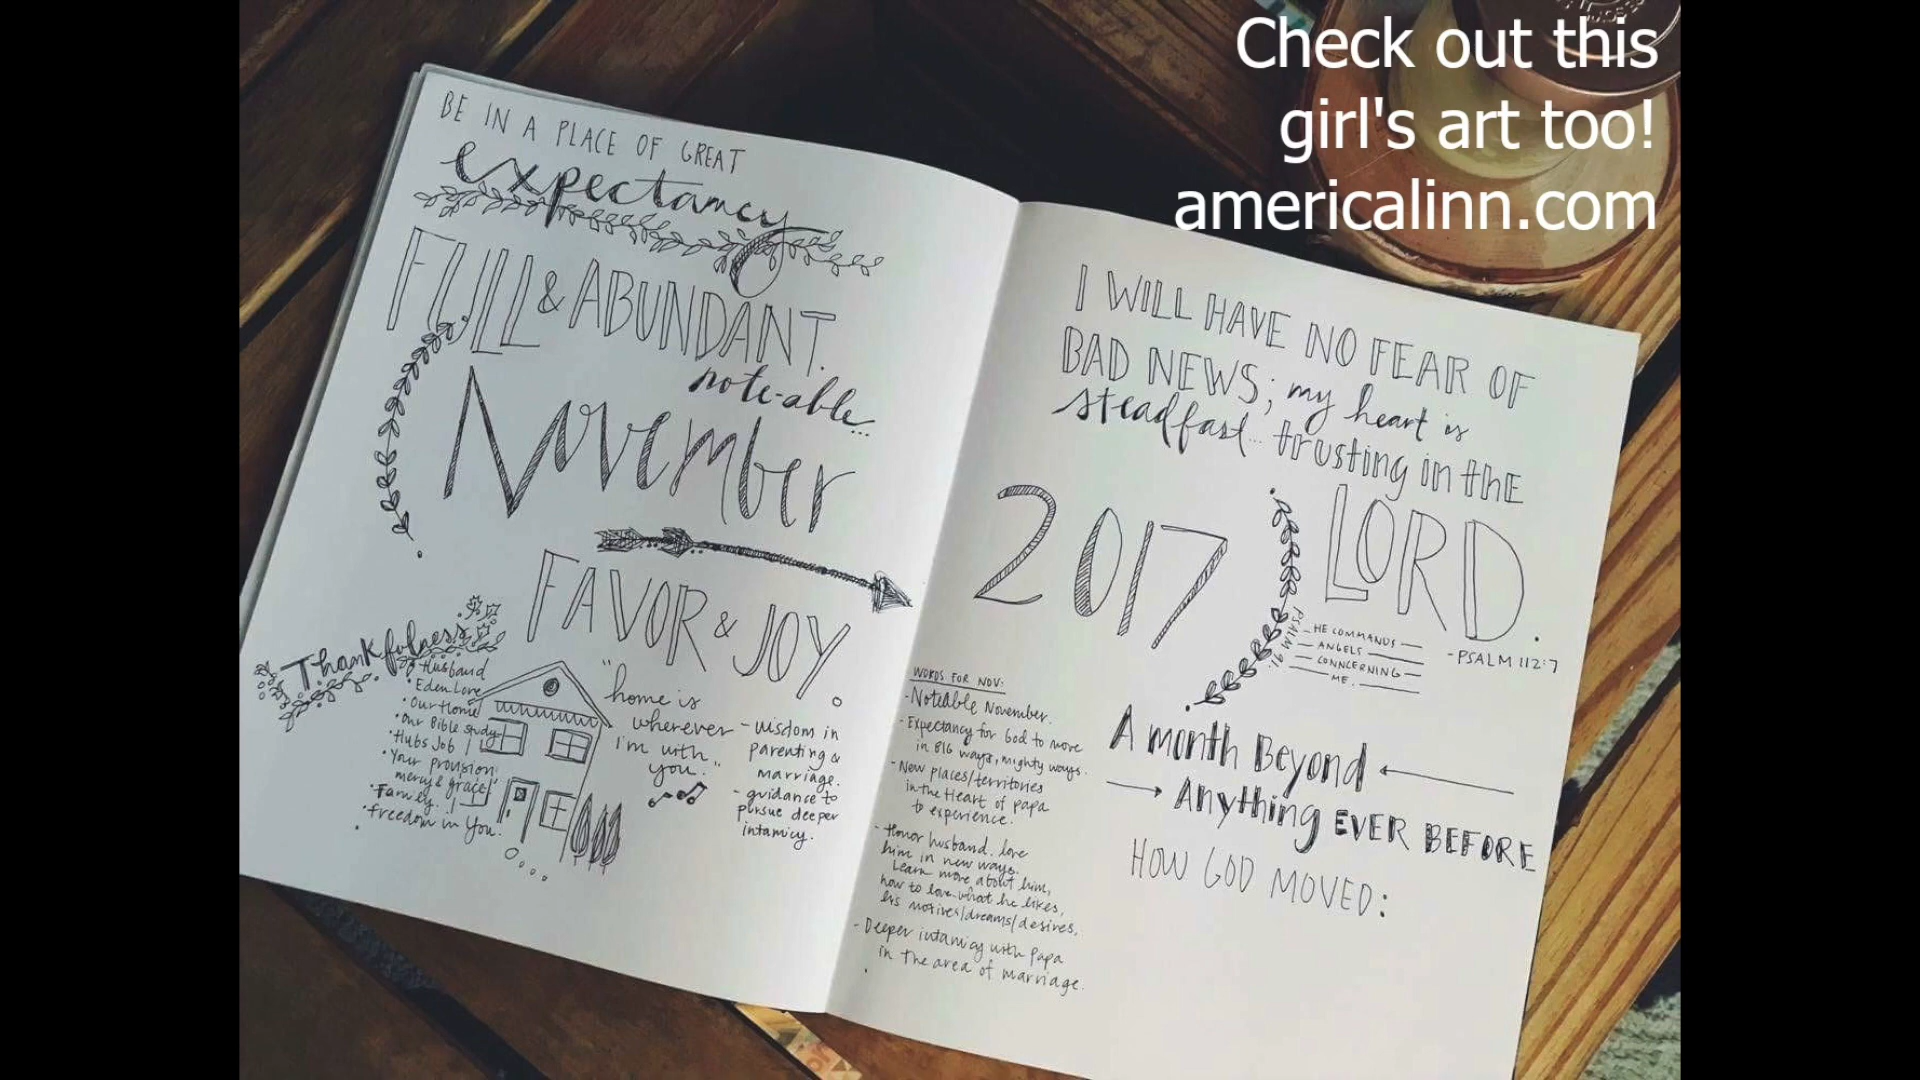 Check out this
girl's art too!
americalinn.com
BE IN A PLACE OF GREAT
expectancy
FULL & ABUNDANT.
note-able...
November
FAVOR & JOY.
Thankfulness
• Husband
• Eden Love
• Our Home
• Our Bible study
• Hubs Job
• Your provision
mercy & grace!
• Family.
• freedom in You.
"home is
wherever
I'm with
you."
- wisdom in
parenting &
marriage.
- guidance to
pursue deeper
intamicy.
I WILL HAVE NO FEAR OF
BAD NEWS; my heart is
steadfast... trusting in the
LORD.
- PSALM 112:7
2017
PSALM 91:
HE COMMANDS
ANGELS
CONNCERNING
ME.
WORDS FOR NOV:
- Noteable November.
- Expectancy for God to move
in BIG ways, mighty ways.
- New places/territories
in the Heart of papa
to experience.
- Honor husband. love
him in new ways.
Learn more about him,
how to love what he likes,
his motives/dreams/desires.
- Deeper intamicy with Papa
in the area of marriage.
A month Beyond
Anything EVER BEFORE
HOW GOD MOVED: